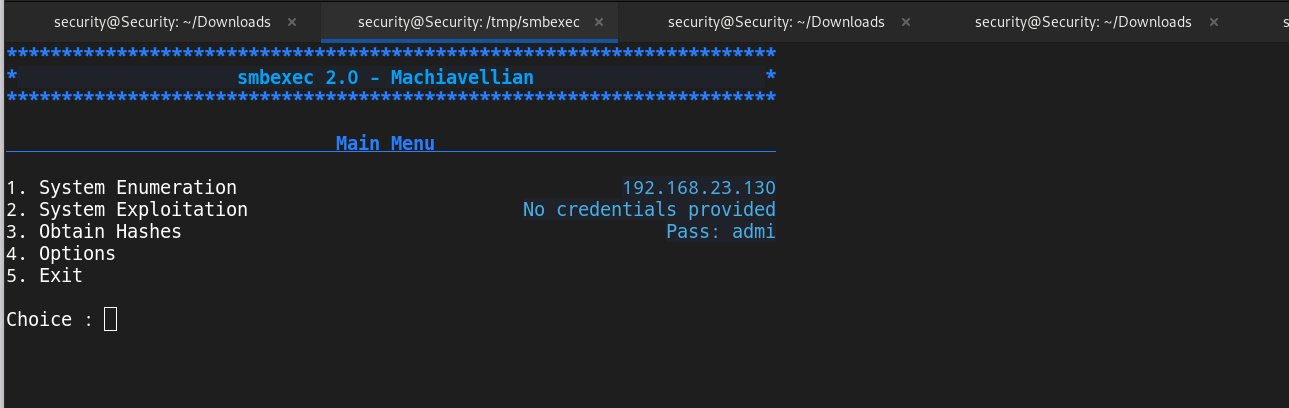 security@Security: ~/Downloads × security@Security: /tmp/smbexec × security@Security: ~/Downloads × security@Security: ~/Downloads × s
**********************************************************************
* smbexec 2.0 - Machiavellian *
**********************************************************************
Main Menu
1. System Enumeration 192.168.23.130
2. System Exploitation No credentials provided
3. Obtain Hashes Pass: admi
4. Options
5. Exit
Choice :